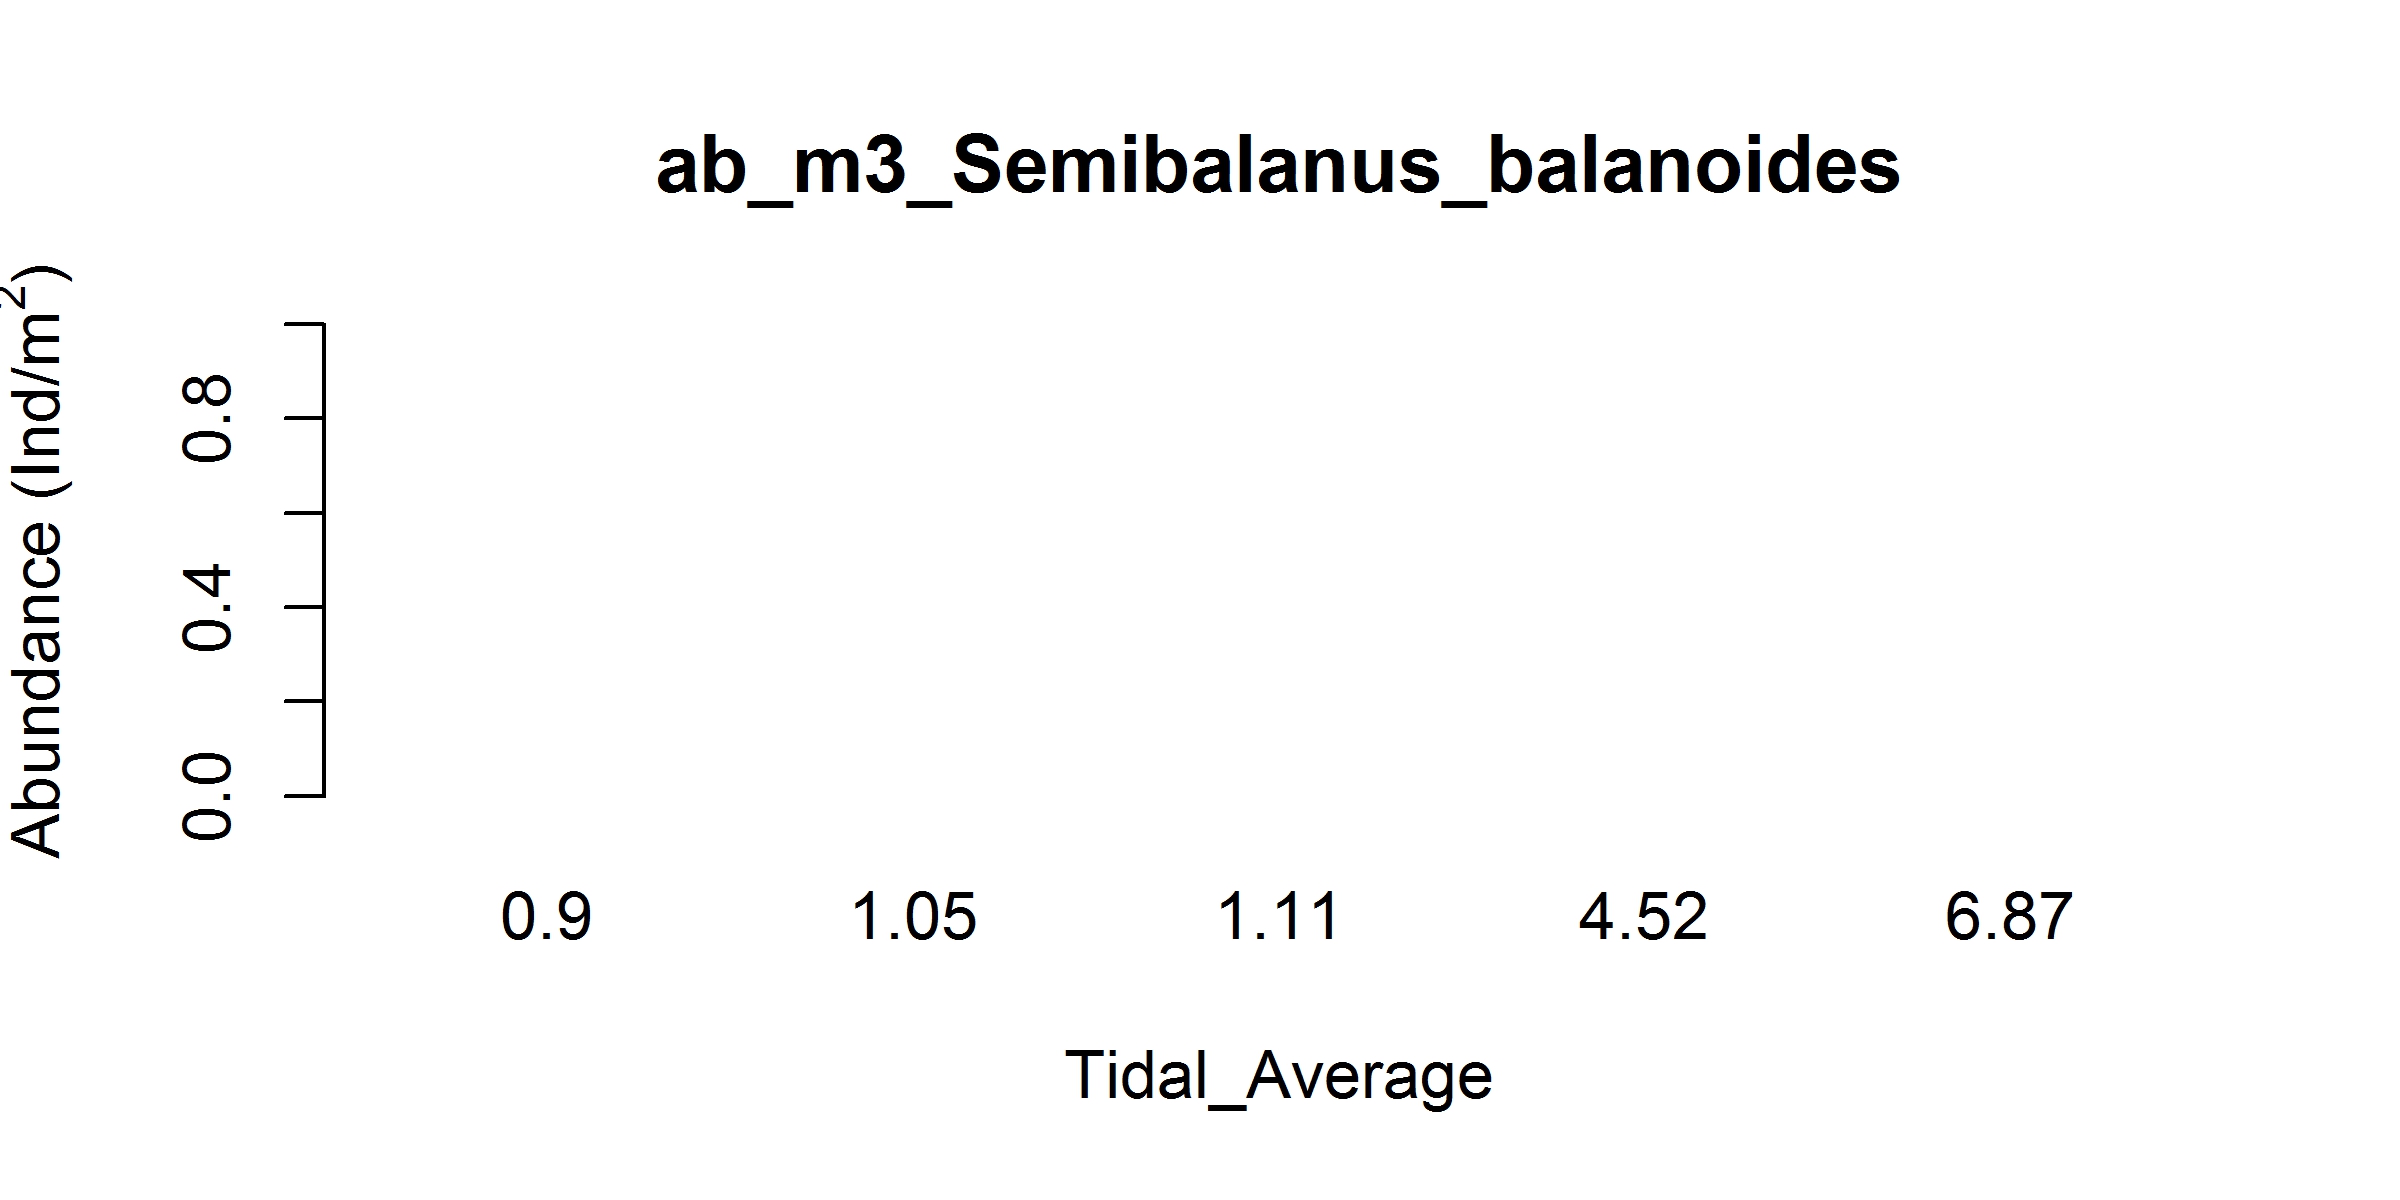 ab_m3_Semibalanus_balanoides
Abundance (Ind/m²)
0.8
0.4
0.0
0.9 1.05 1.11 4.52 6.87
Tidal_Average